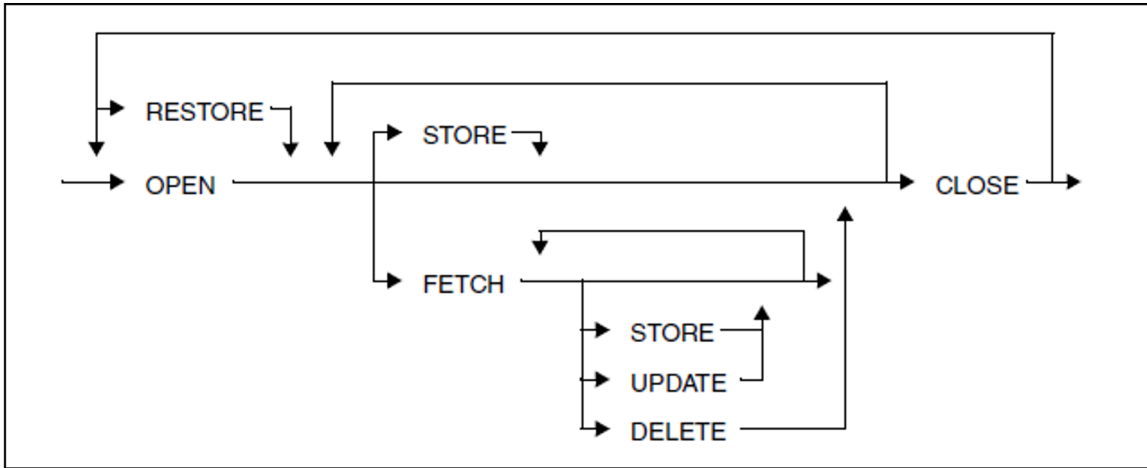 RESTORE
STORE
OPEN
CLOSE
FETCH
STORE
UPDATE
DELETE